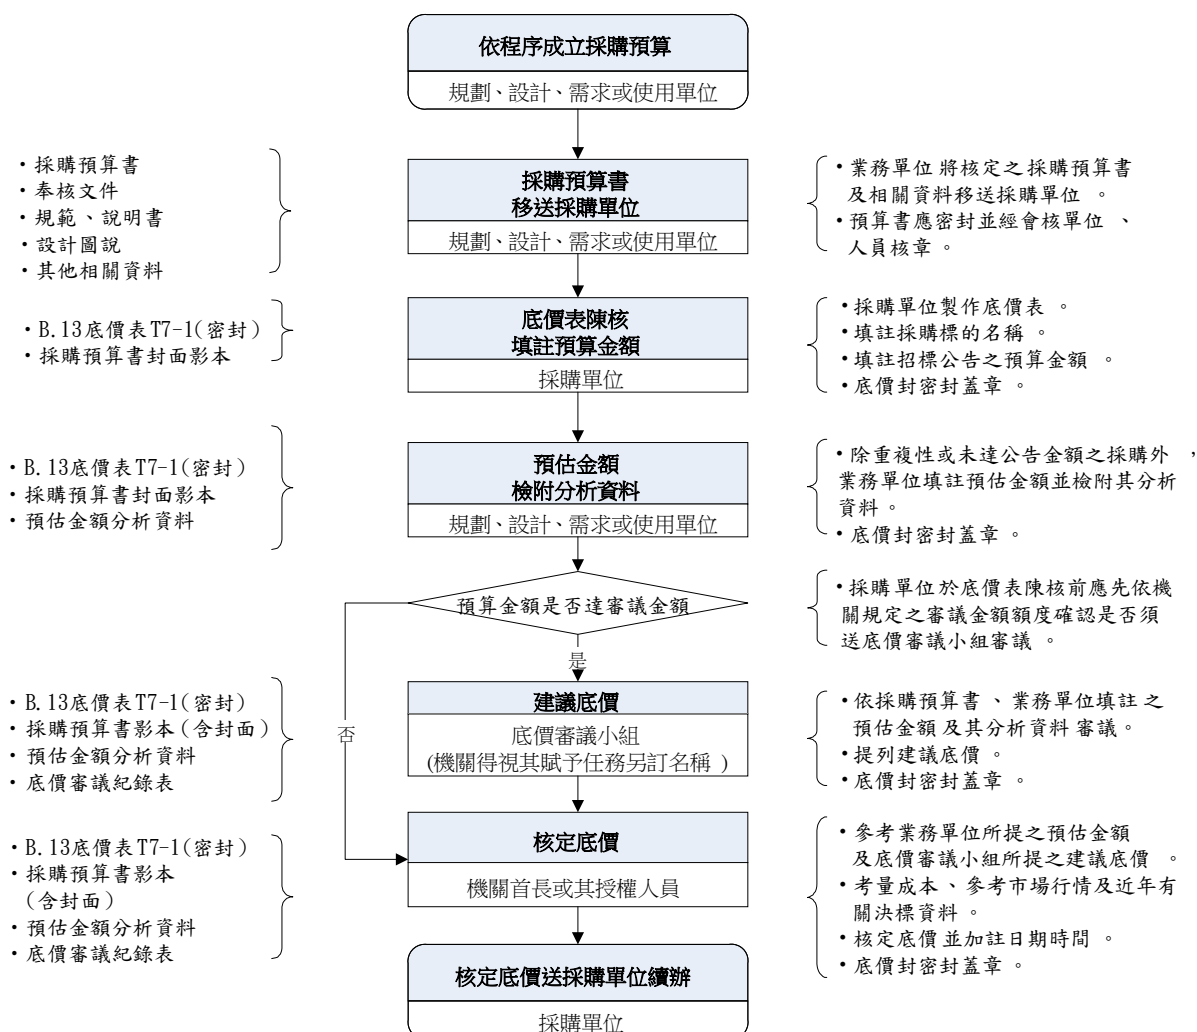 依程序成立採購預算
規劃、設計、需求或使用單位
・採購預算書
・奉核文件
・規範、說明書
・設計圖說
・其他相關資料
採購預算書
移送採購單位
規劃、設計、需求或使用單位
・業務單位將核定之採購預算書
及相關資料移送採購單位。
・預算書應密封並經會核單位、
人員核章。
・B.13底價表T7-1(密封)
・採購預算書封面影本
底價表陳核
填註預算金額
採購單位
・採購單位製作底價表。
・填註採購標的名稱。
・填註招標公告之預算金額。
・底價封密封蓋章。
・B.13底價表T7-1(密封)
・採購預算書封面影本
・預估金額分析資料
預估金額
檢附分析資料
規劃、設計、需求或使用單位
・除重複性或未達公告金額之採購外，
業務單位填註預估金額並檢附其分析
資料。
・底價封密封蓋章。
預算金額是否達審議金額
・採購單位於底價表陳核前應先依機
關規定之審議金額額度確認是否須
送底價審議小組審議。
是
否
・B.13底價表T7-1(密封)
・採購預算書影本(含封面)
・預估金額分析資料
・底價審議紀錄表
建議底價
底價審議小組
(機關得視其賦予任務另訂名稱)
・依採購預算書、業務單位填註之
預估金額及其分析資料審議。
・提列建議底價。
・底價封密封蓋章。
・B.13底價表T7-1(密封)
・採購預算書影本
(含封面)
・預估金額分析資料
・底價審議紀錄表
核定底價
機關首長或其授權人員
・參考業務單位所提之預估金額
及底價審議小組所提之建議底價。
・考量成本、參考市場行情及近年有
關決標資料。
・核定底價並加註日期時間。
・底價封密封蓋章。
核定底價送採購單位續辦
採購單位